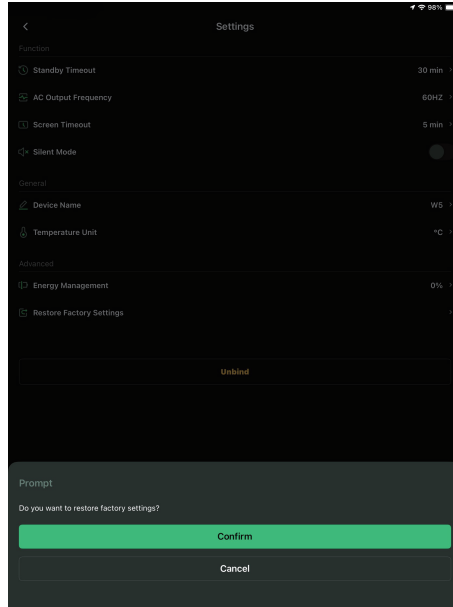 98%
Settings
Function
Standby Timeout 30 min
AC Output Frequency 60HZ
Screen Timeout 5 min
Silent Mode
General
Device Name W5
Temperature Unit °C
Advanced
Energy Management 0%
Restore Factory Settings
Unbind
Prompt
Do you want to restore factory settings?
Confirm
Cancel